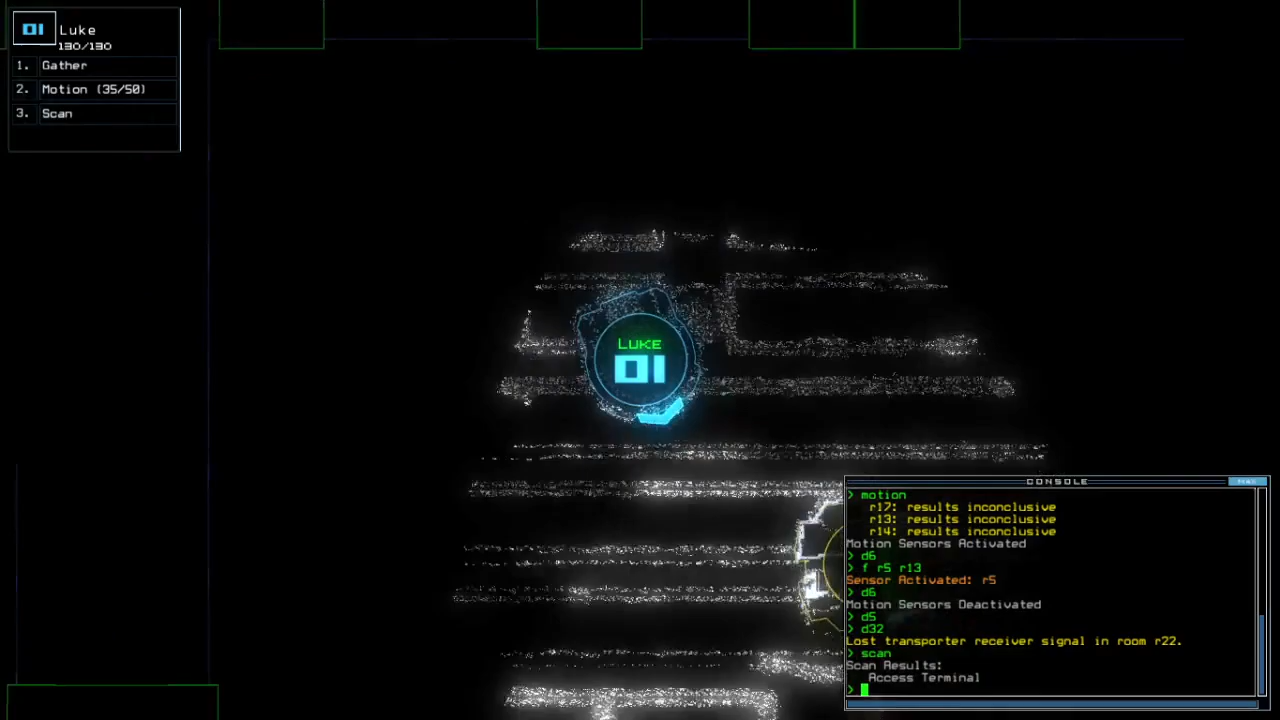 01 Luke
130/130
1. Gather
2. Motion (35/50)
3. Scan
LUKE
01
CONSOLE
> motion
r17: results inconclusive
r13: results inconclusive
r14: results inconclusive
Motion Sensors Activated
> d6
> f r5 r13
Sensor Activated: r5
> d6
Motion Sensors Deactivated
> d5
> d32
Lost transporter receiver signal in room r22.
> scan
Scan Results:
Access Terminal
>